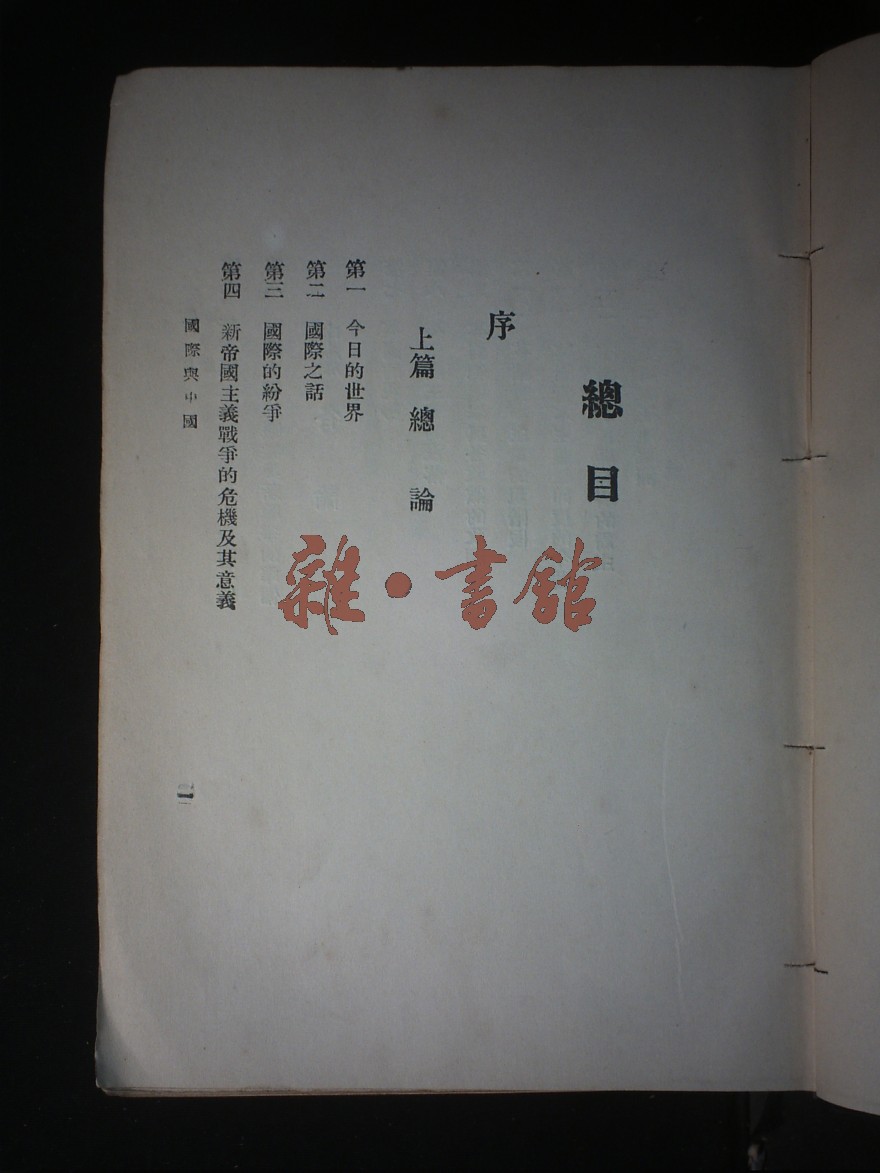 總目
序
上篇 總論
第一 今日的世界
第二 國際之話
第三 國際的紛爭
第四 新帝國主義戰爭的危機及其意義
國際與中國
一
雜·書館